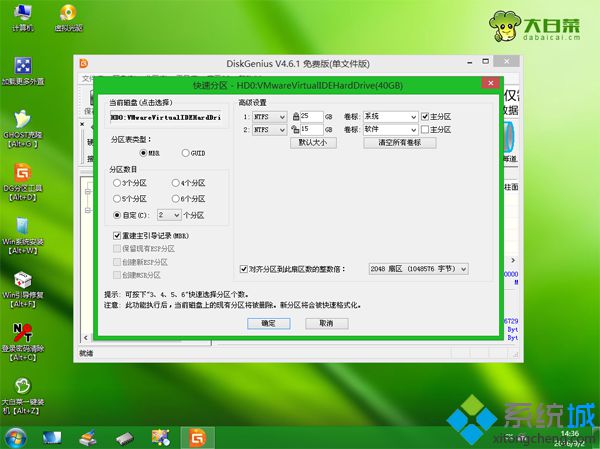 计算机
虚拟光驱
大白菜
dabaicai.cn
DiskGenius V4.6.1 免费版(单文件版)
快速分区 - HD0:VMwareVirtualIDEHardDrive(40GB)
加载更多外置
GHOST克隆
【Alt+G】
DG分区工具
【Alt+D】
Win系统安装
【Alt+W】
Win引导修复
【Alt+F】
登录密码清除
【Alt+C】
大白菜一键装
机【Alt+Z】
当前磁盘(点击选择)
HD0:VMwareVirtualIDEHardDri
分区表类型:
MBR
GUID
分区数目
3个分区
4个分区
5个分区
6个分区
自定(C): 2 个分区
重建主引导记录(MBR)
保留现有ESP分区
创建新ESP分区
创建MSR分区
高级设置
1: NTFS 25 GB 卷标: 系统 主分区
2: NTFS 15 GB 卷标: 软件 主分区
默认大小
清空所有卷标
对齐分区到此扇区数的整数倍:
2048 扇区 (1048576 字节)
提示: 可按下"3、4、5、6"快速选择分区个数。
注意: 此功能执行后,当前磁盘上的现有分区将被删除。新分区将会被快速格式化。
确定
取消
就绪
系统城
xitongcheng.com
14:36
2016/9/2